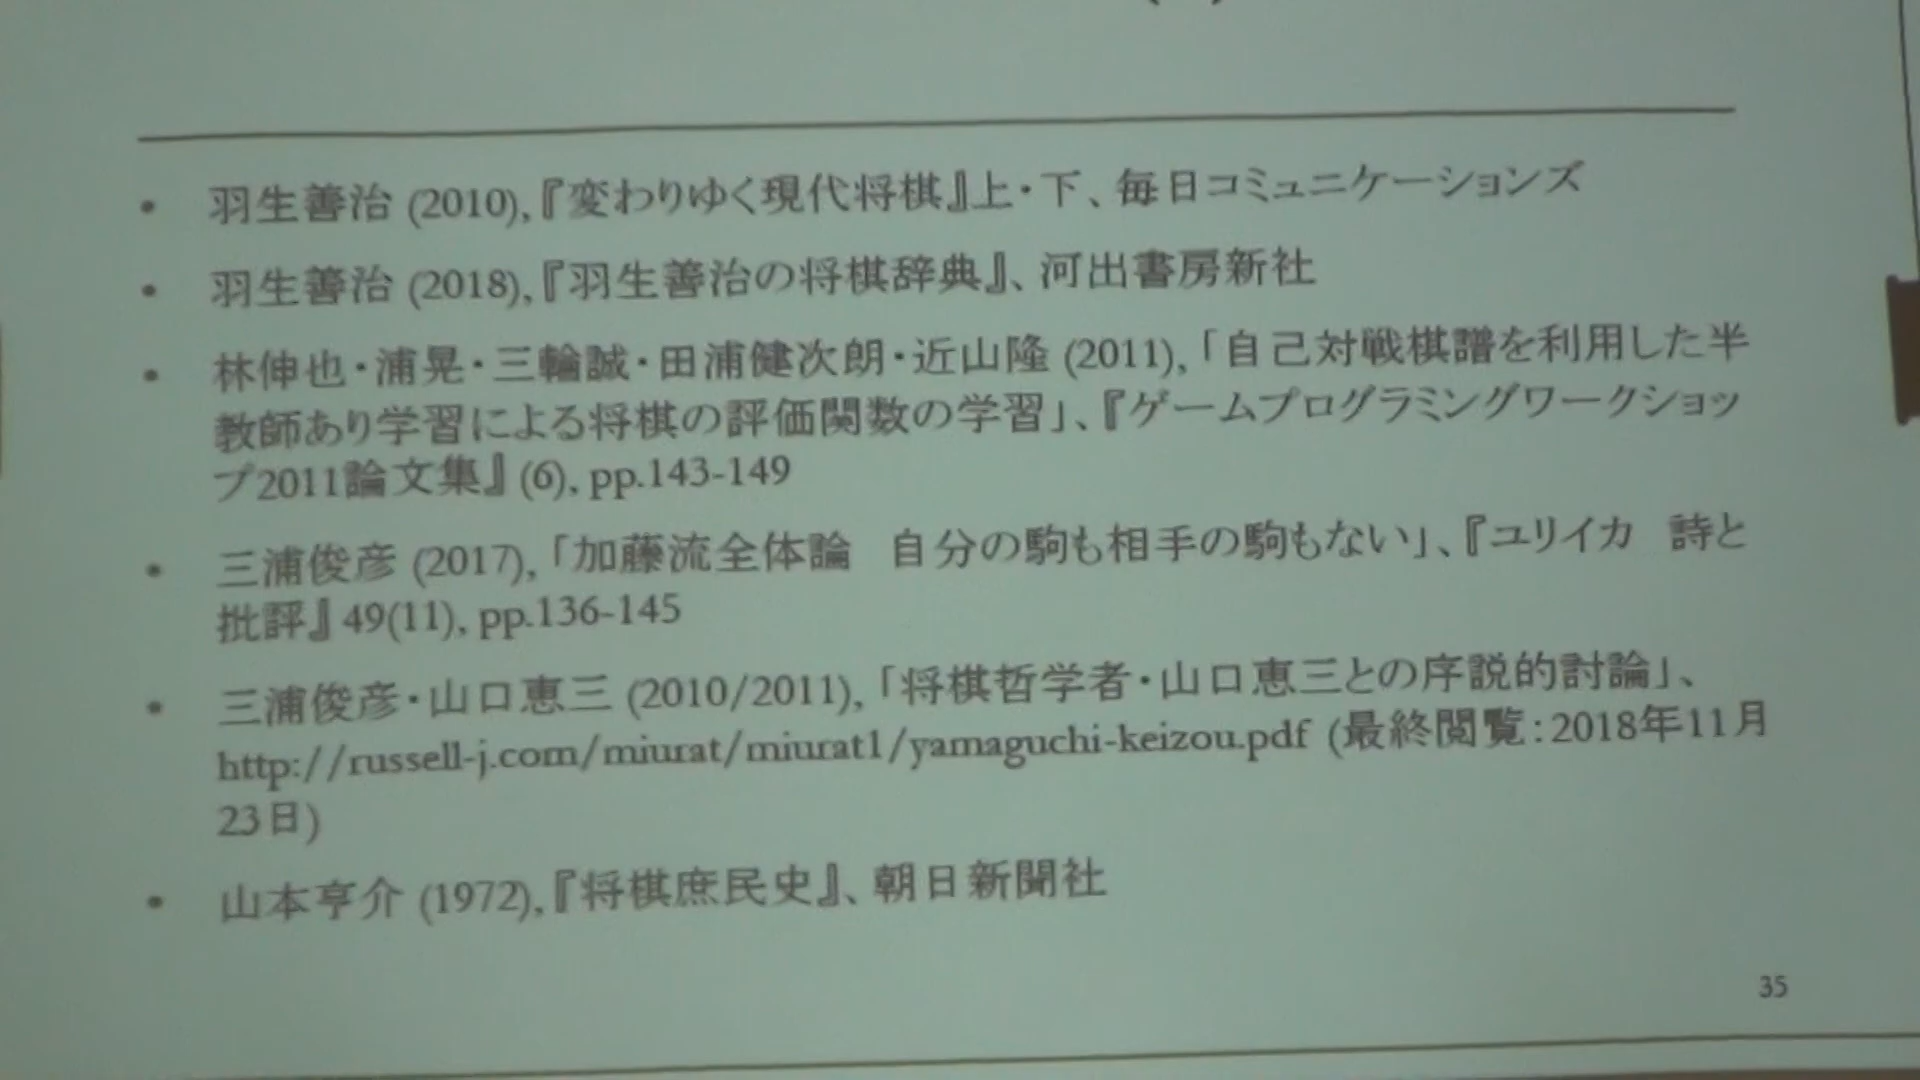 • 羽生善治 (2010),『変わりゆく現代将棋』上・下、毎日コミュニケーションズ
• 羽生善治 (2018),『羽生善治の将棋辞典』、河出書房新社
• 林伸也・浦晃・三輪誠・田浦健次朗・近山隆 (2011),「自己対戦棋譜を利用した半
教師あり学習による将棋の評価関数の学習」、『ゲームプログラミングワークショッ
プ2011論文集』(6), pp.143-149
• 三浦俊彦 (2017),「加藤流全体論　自分の駒も相手の駒もない」、『ユリイカ　詩と
批評』49(11), pp.136-145
• 三浦俊彦・山口恵三 (2010/2011),「将棋哲学者・山口恵三との序説的討論」、
http://russell-j.com/miurat/miurat1/yamaguchi-keizou.pdf (最終閲覧：2018年11月
23日)
• 山本亨介 (1972),『将棋庶民史』、朝日新聞社
35